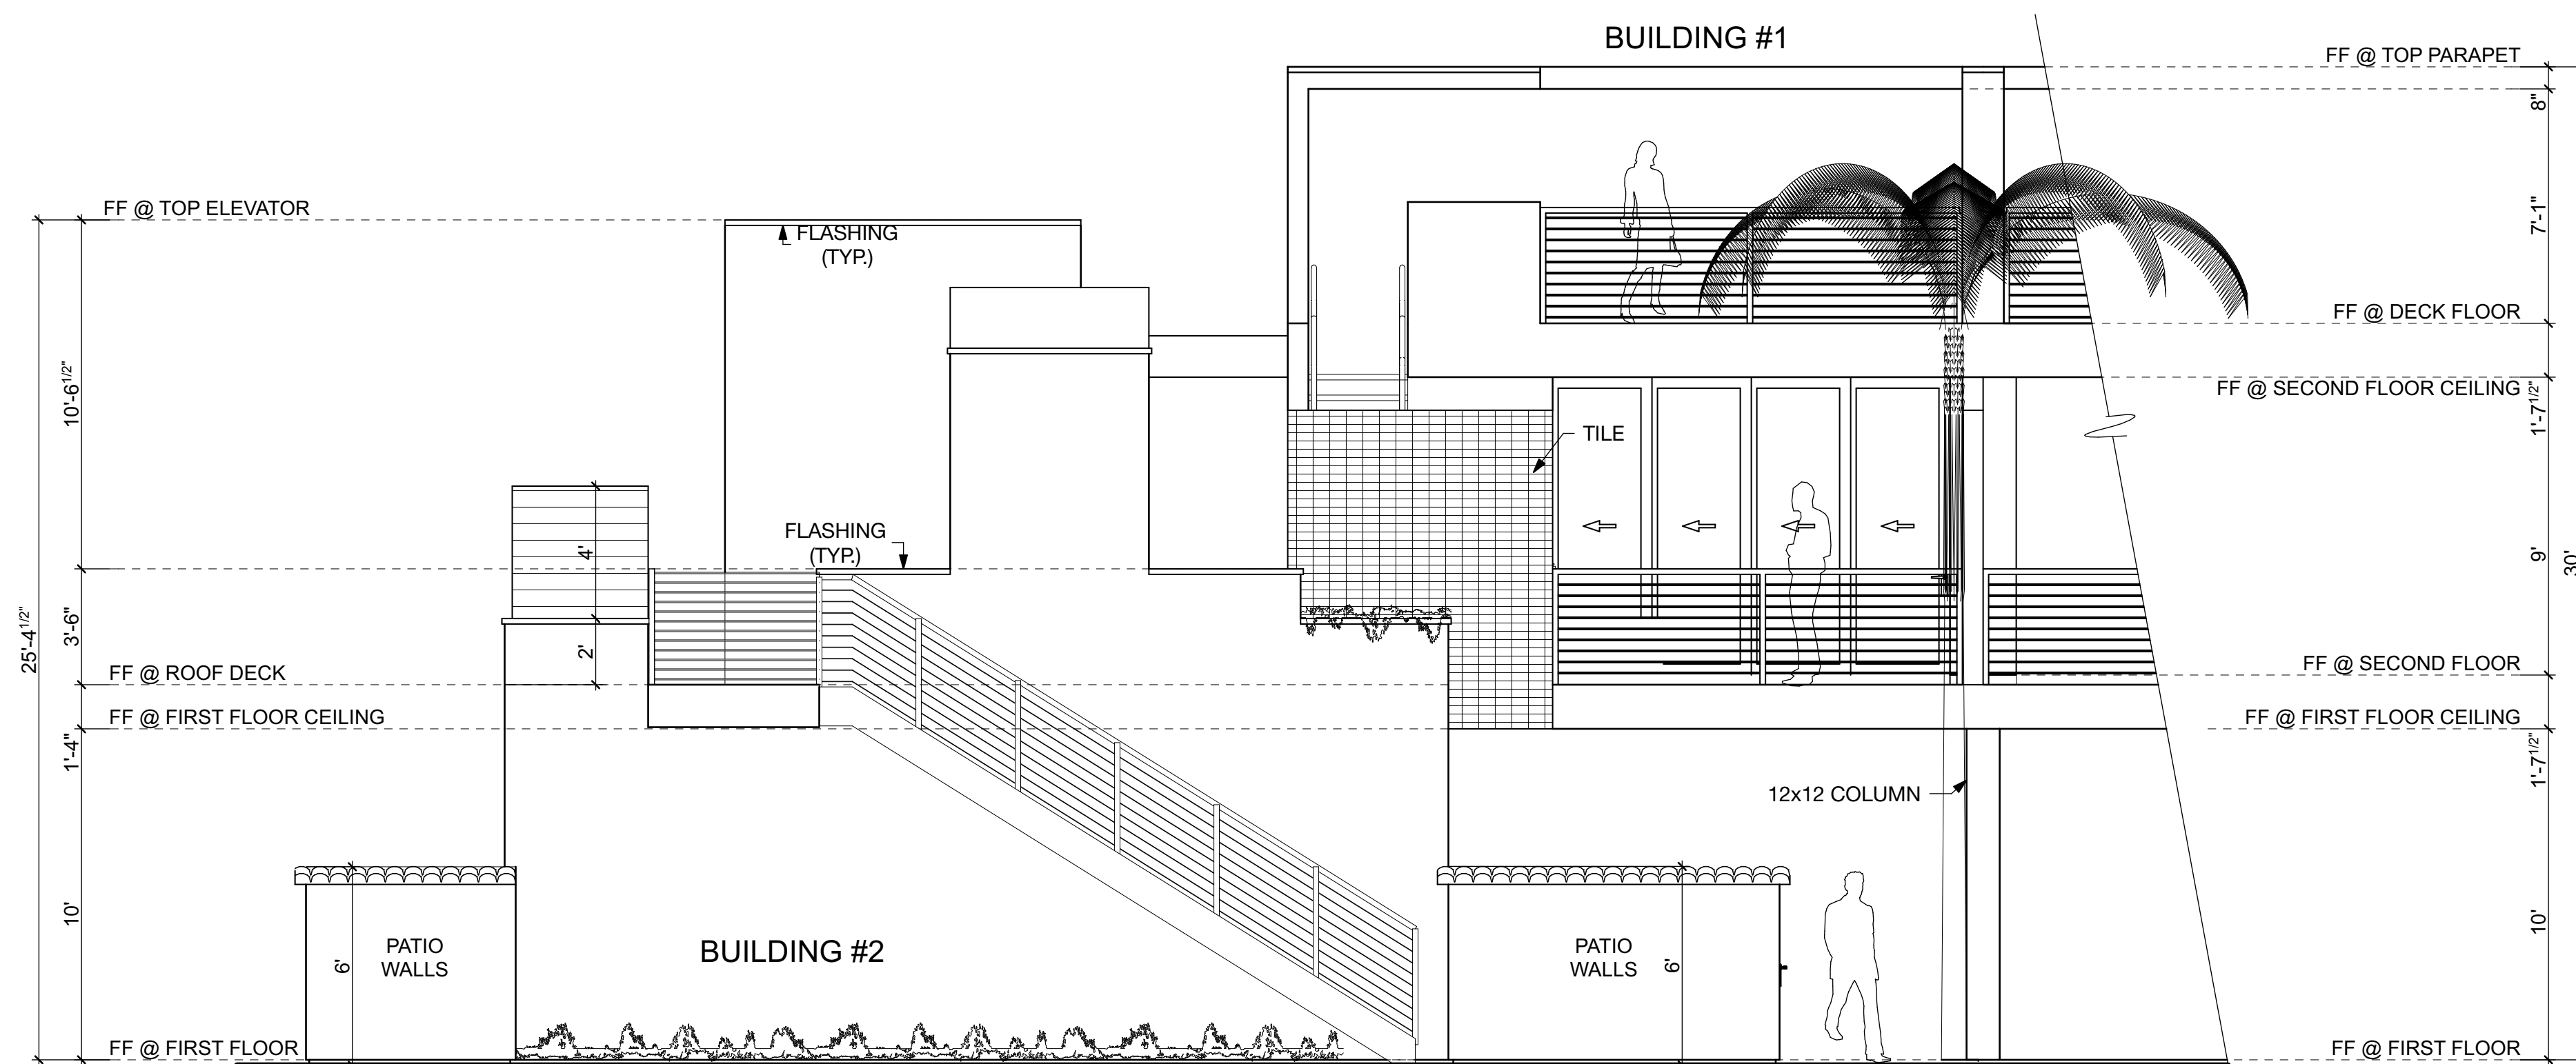 BUILDING #1
FF @ TOP PARAPET
8"
FF @ TOP ELEVATOR
7'-1"
FLASHING
(TYP.)
FF @ DECK FLOOR
10'-6 1/2"
FF @ SECOND FLOOR CEILING
1'-7 1/2"
TILE
FLASHING
(TYP.)
4'
9'
30'
25'-4 1/2"
3'-6"
2'
FF @ ROOF DECK
FF @ SECOND FLOOR
FF @ FIRST FLOOR CEILING
FF @ FIRST FLOOR CEILING
1'-4"
1'-7 1/2"
12x12 COLUMN
10'
10'
BUILDING #2
PATIO
WALLS
6'
PATIO
WALLS
6'
FF @ FIRST FLOOR
FF @ FIRST FLOOR